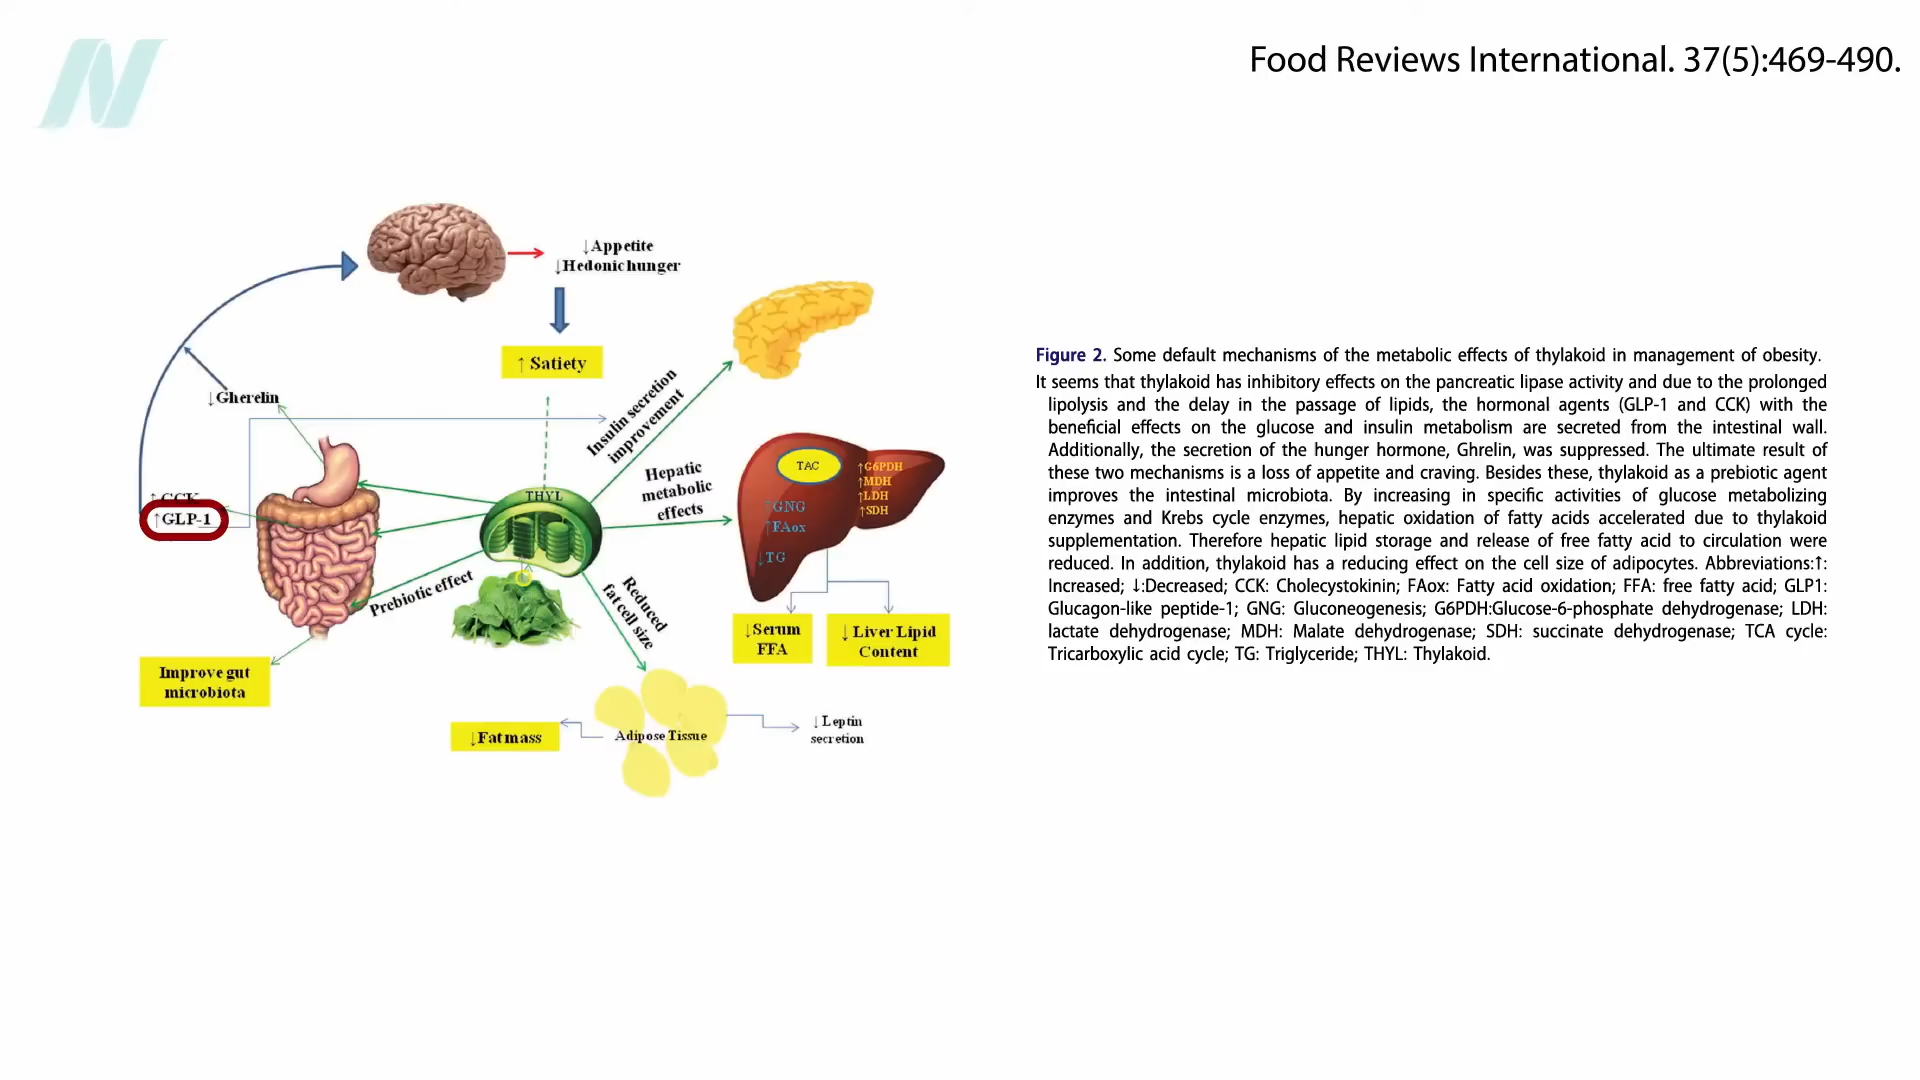 Food Reviews International. 37(5):469-490.
↓Appetite
↓Hedonic hunger
↑ Satiety
Insulin secretion
improvement
↓Gherelin
Hepatic
metabolic
effects
TAC
↑G6PDH
↑MDH
↑LDH
↑SDH
↑GNG
↑FAox
↓TG
↑CCK
↑GLP-1
THYL
Prebiotic effect
Reduced
fat cell size
↓Serum
FFA
↓ Liver Lipid
Content
Improve gut
microbiota
↓Fat mass
Adipose Tissue
↓Leptin
secretion
Figure 2. Some default mechanisms of the metabolic effects of thylakoid in management of obesity.
It seems that thylakoid has inhibitory effects on the pancreatic lipase activity and due to the prolonged
lipolysis and the delay in the passage of lipids, the hormonal agents (GLP-1 and CCK) with the
beneficial effects on the glucose and insulin metabolism are secreted from the intestinal wall.
Additionally, the secretion of the hunger hormone, Ghrelin, was suppressed. The ultimate result of
these two mechanisms is a loss of appetite and craving. Besides these, thylakoid as a prebiotic agent
improves the intestinal microbiota. By increasing in specific activities of glucose metabolizing
enzymes and Krebs cycle enzymes, hepatic oxidation of fatty acids accelerated due to thylakoid
supplementation. Therefore hepatic lipid storage and release of free fatty acid to circulation were
reduced. In addition, thylakoid has a reducing effect on the cell size of adipocytes. Abbreviations:↑:
Increased; ↓:Decreased; CCK: Cholecystokinin; FAox: Fatty acid oxidation; FFA: free fatty acid; GLP1:
Glucagon-like peptide-1; GNG: Gluconeogenesis; G6PDH:Glucose-6-phosphate dehydrogenase; LDH:
lactate dehydrogenase; MDH: Malate dehydrogenase; SDH: succinate dehydrogenase; TCA cycle:
Tricarboxylic acid cycle; TG: Triglyceride; THYL: Thylakoid.